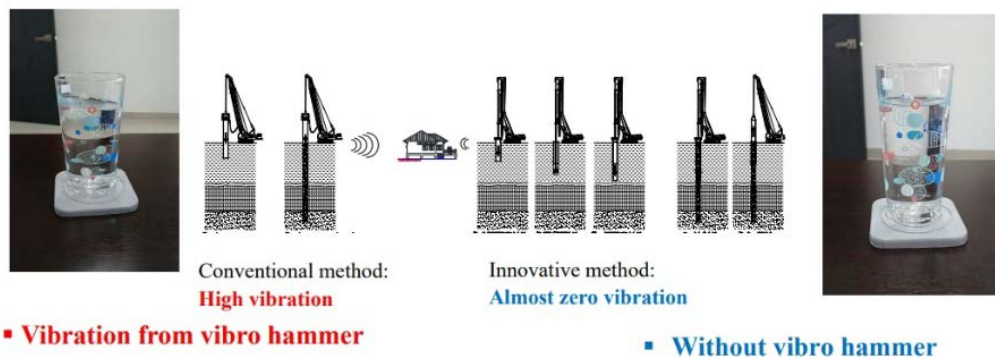 Conventional method:
High vibration
Innovative method:
Almost zero vibration
▪ Vibration from vibro hammer
▪ Without vibro hammer